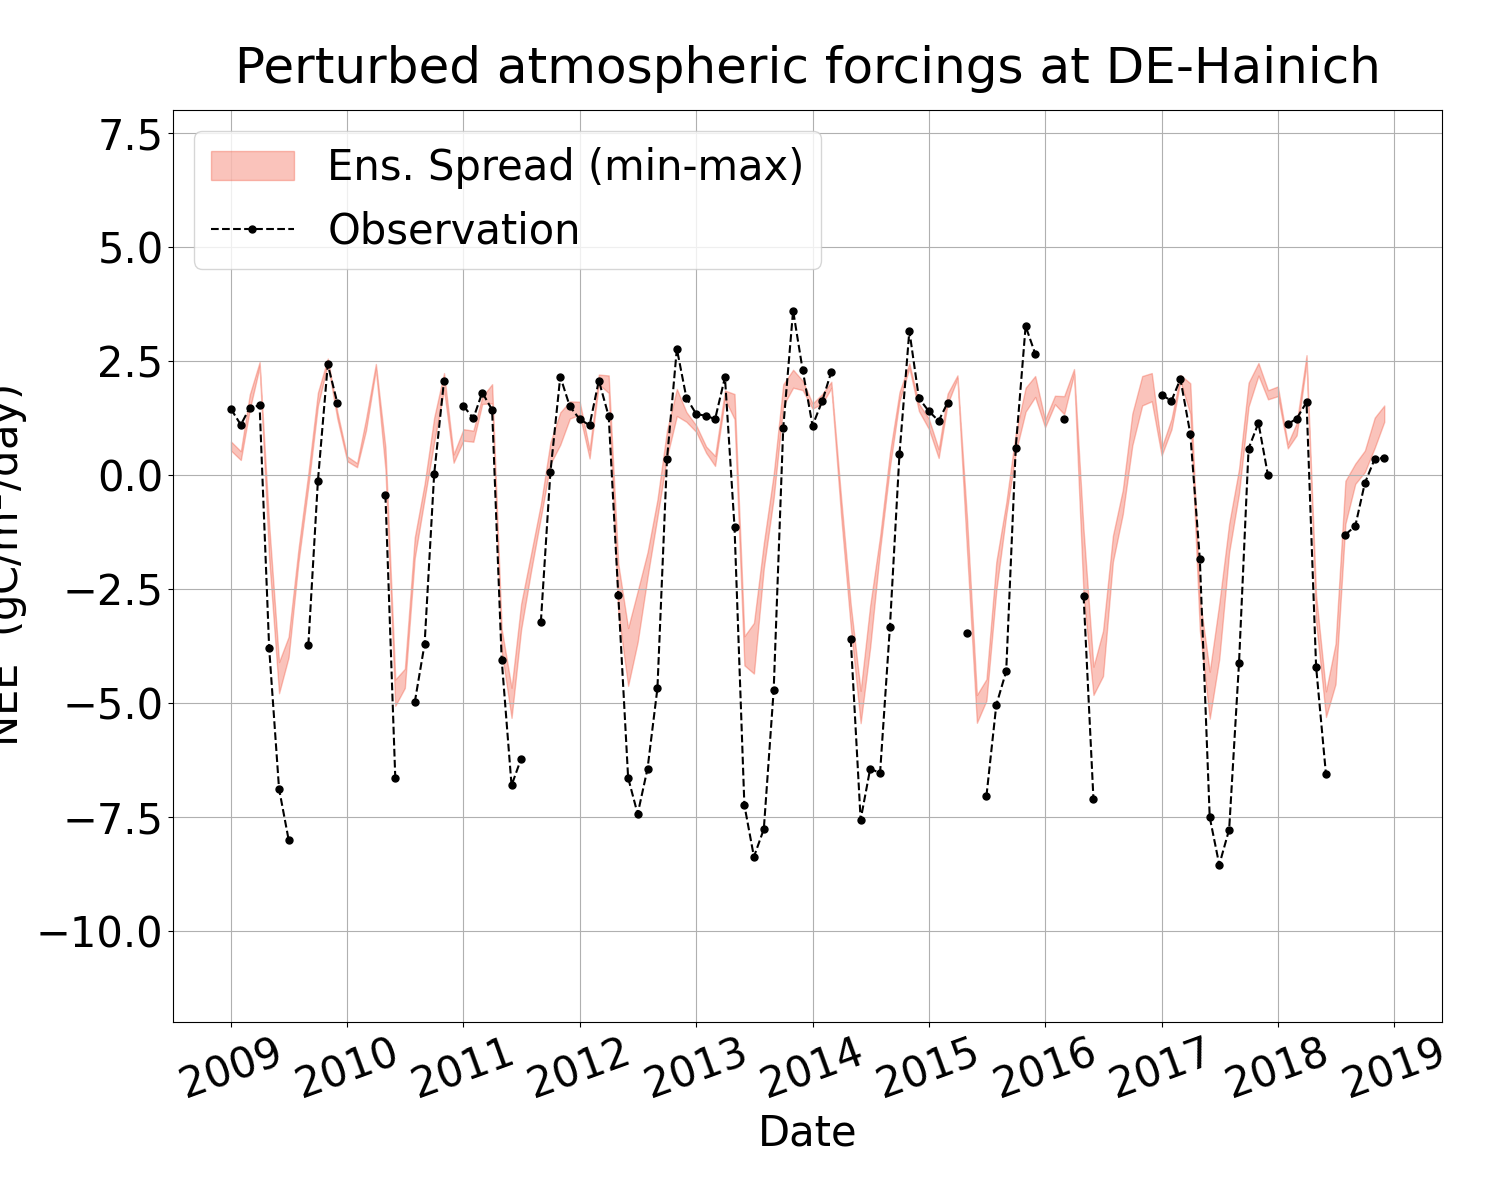 Perturbed atmospheric forcings at DE-Hainich
Ens. Spread (min-max)
Observation
7.5
5.0
2.5
0.0
−2.5
−5.0
−7.5
−10.0
NEE (gC/m²/day)
2009 2010 2011 2012 2013 2014 2015 2016 2017 2018 2019
Date